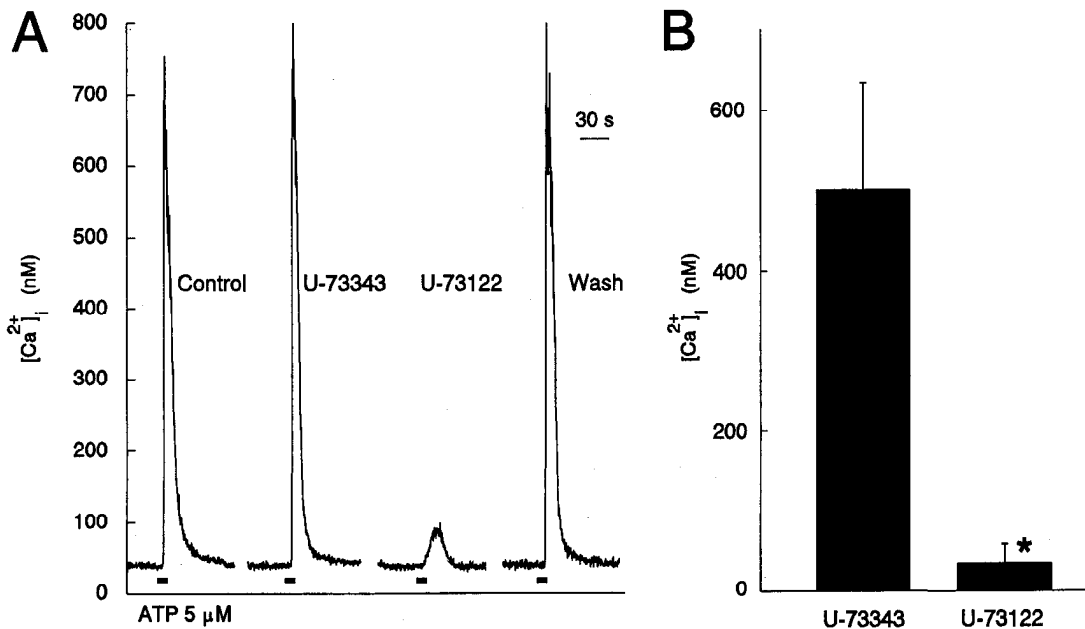 A
800
700
600
500
400
300
200
100
0
[Ca2+]i (nM)
30 s
Control
U-73343
U-73122
Wash
ATP 5 μM
B
600
400
200
0
[Ca2+]i (nM)
*
U-73343
U-73122